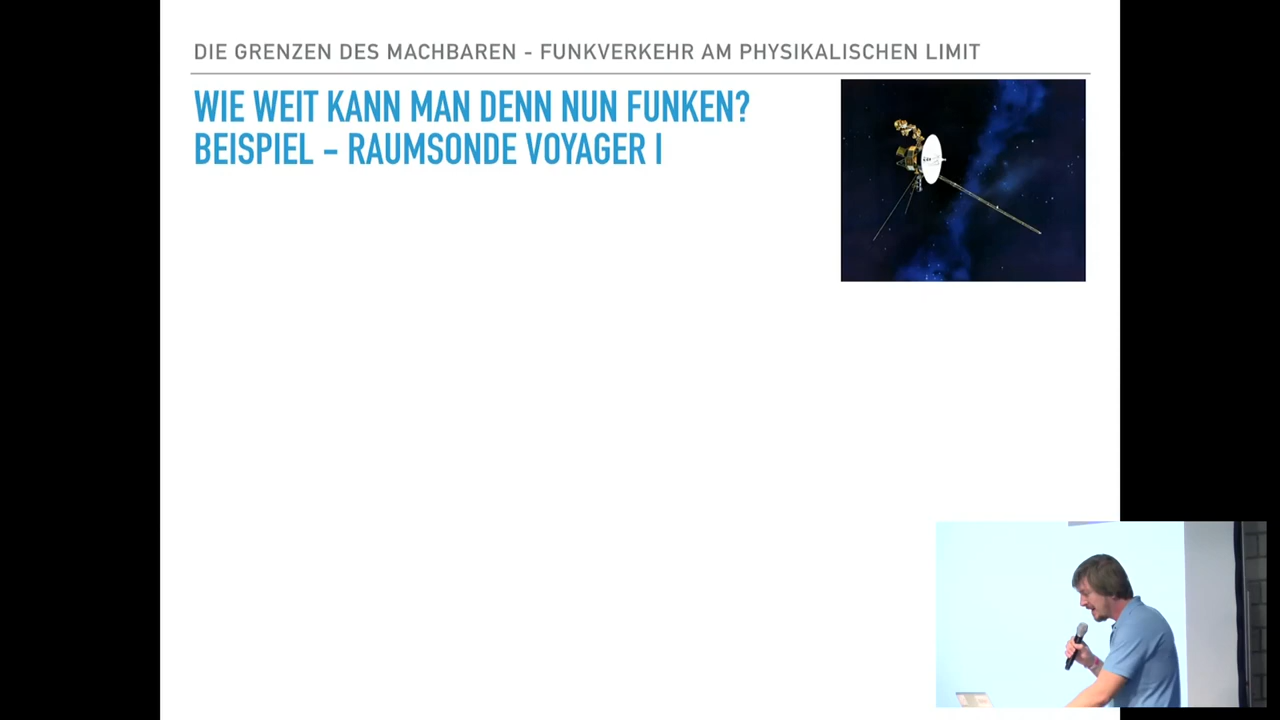 DIE GRENZEN DES MACHBAREN - FUNKVERKEHR AM PHYSIKALISCHEN LIMIT
WIE WEIT KANN MAN DENN NUN FUNKEN?
BEISPIEL - RAUMSONDE VOYAGER I